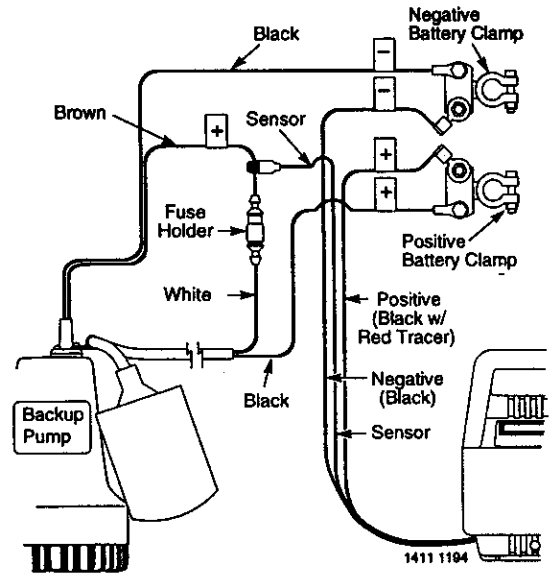 Negative
Battery Clamp
Black
−
−
Brown
+
Sensor
+
+
Fuse
Holder
Positive
Battery Clamp
White
Positive
(Black w/
Red Tracer)
Black
Negative
(Black)
Backup
Pump
Sensor
1411 1194